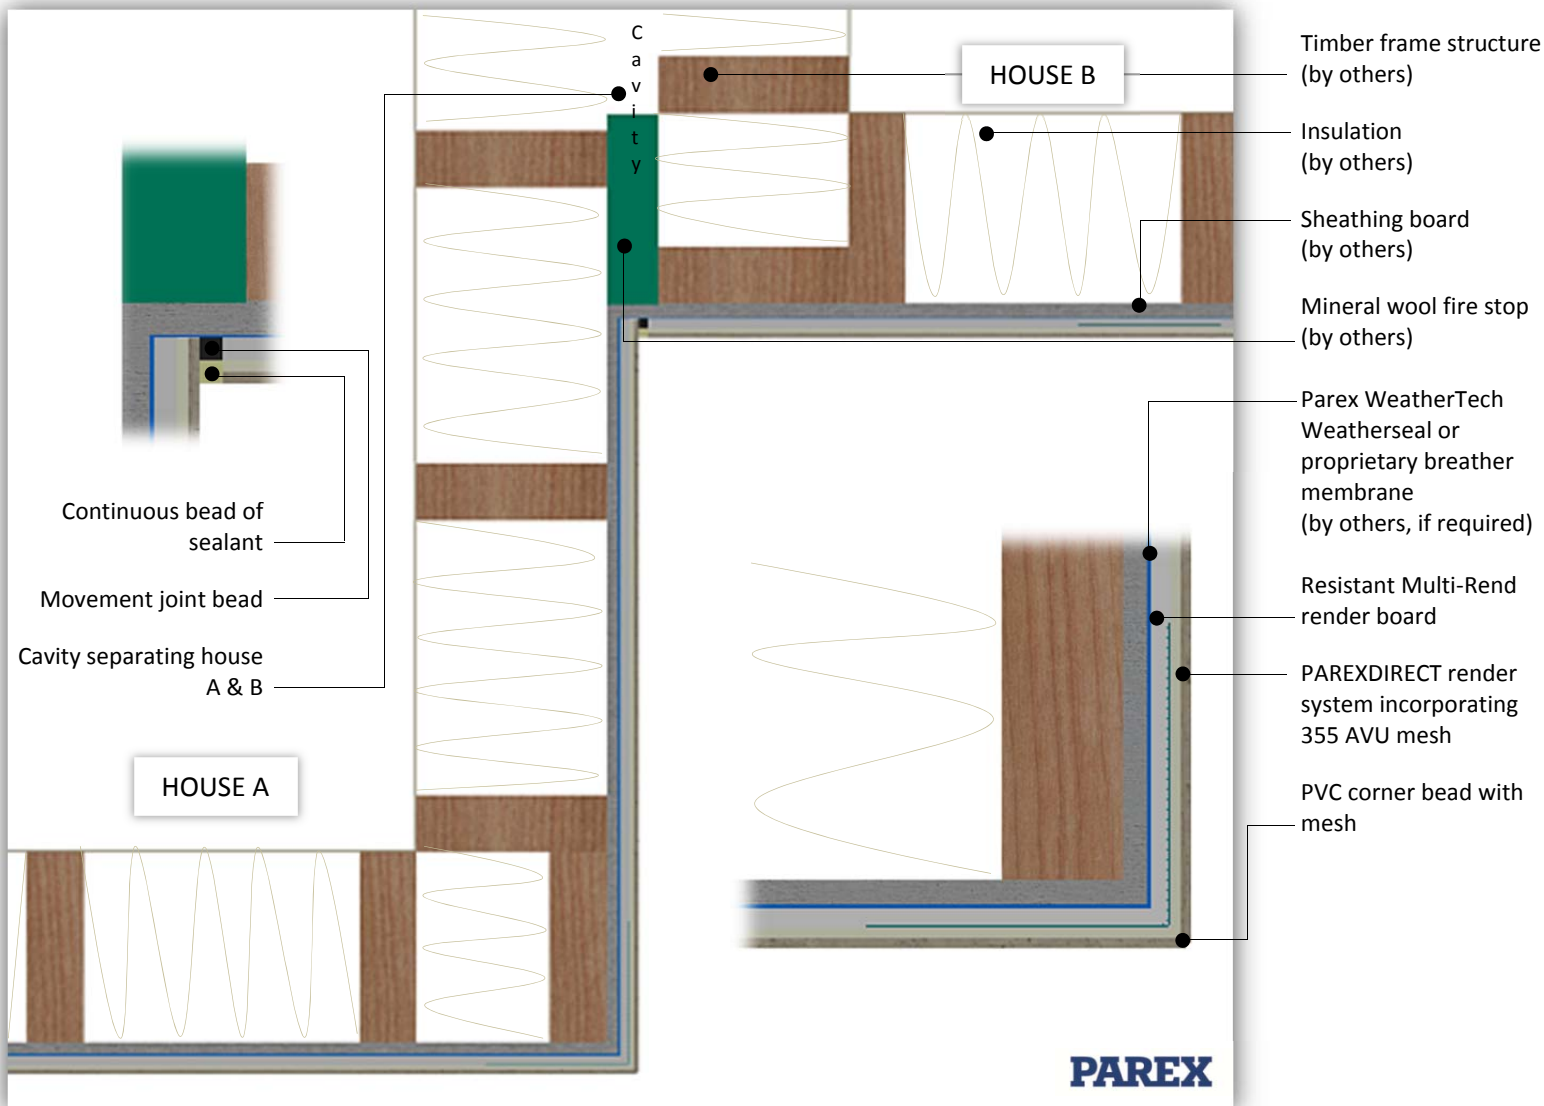 Cavity
HOUSE B
Timber frame structure
(by others)
Insulation
(by others)
Sheathing board
(by others)
Mineral wool fire stop
(by others)
Parex WeatherTech
Weatherseal or
proprietary breather
membrane
(by others, if required)
Resistant Multi-Rend
render board
PAREXDIRECT render
system incorporating
355 AVU mesh
PVC corner bead with
mesh
Continuous bead of
sealant
Movement joint bead
Cavity separating house
A & B
HOUSE A
PAREX